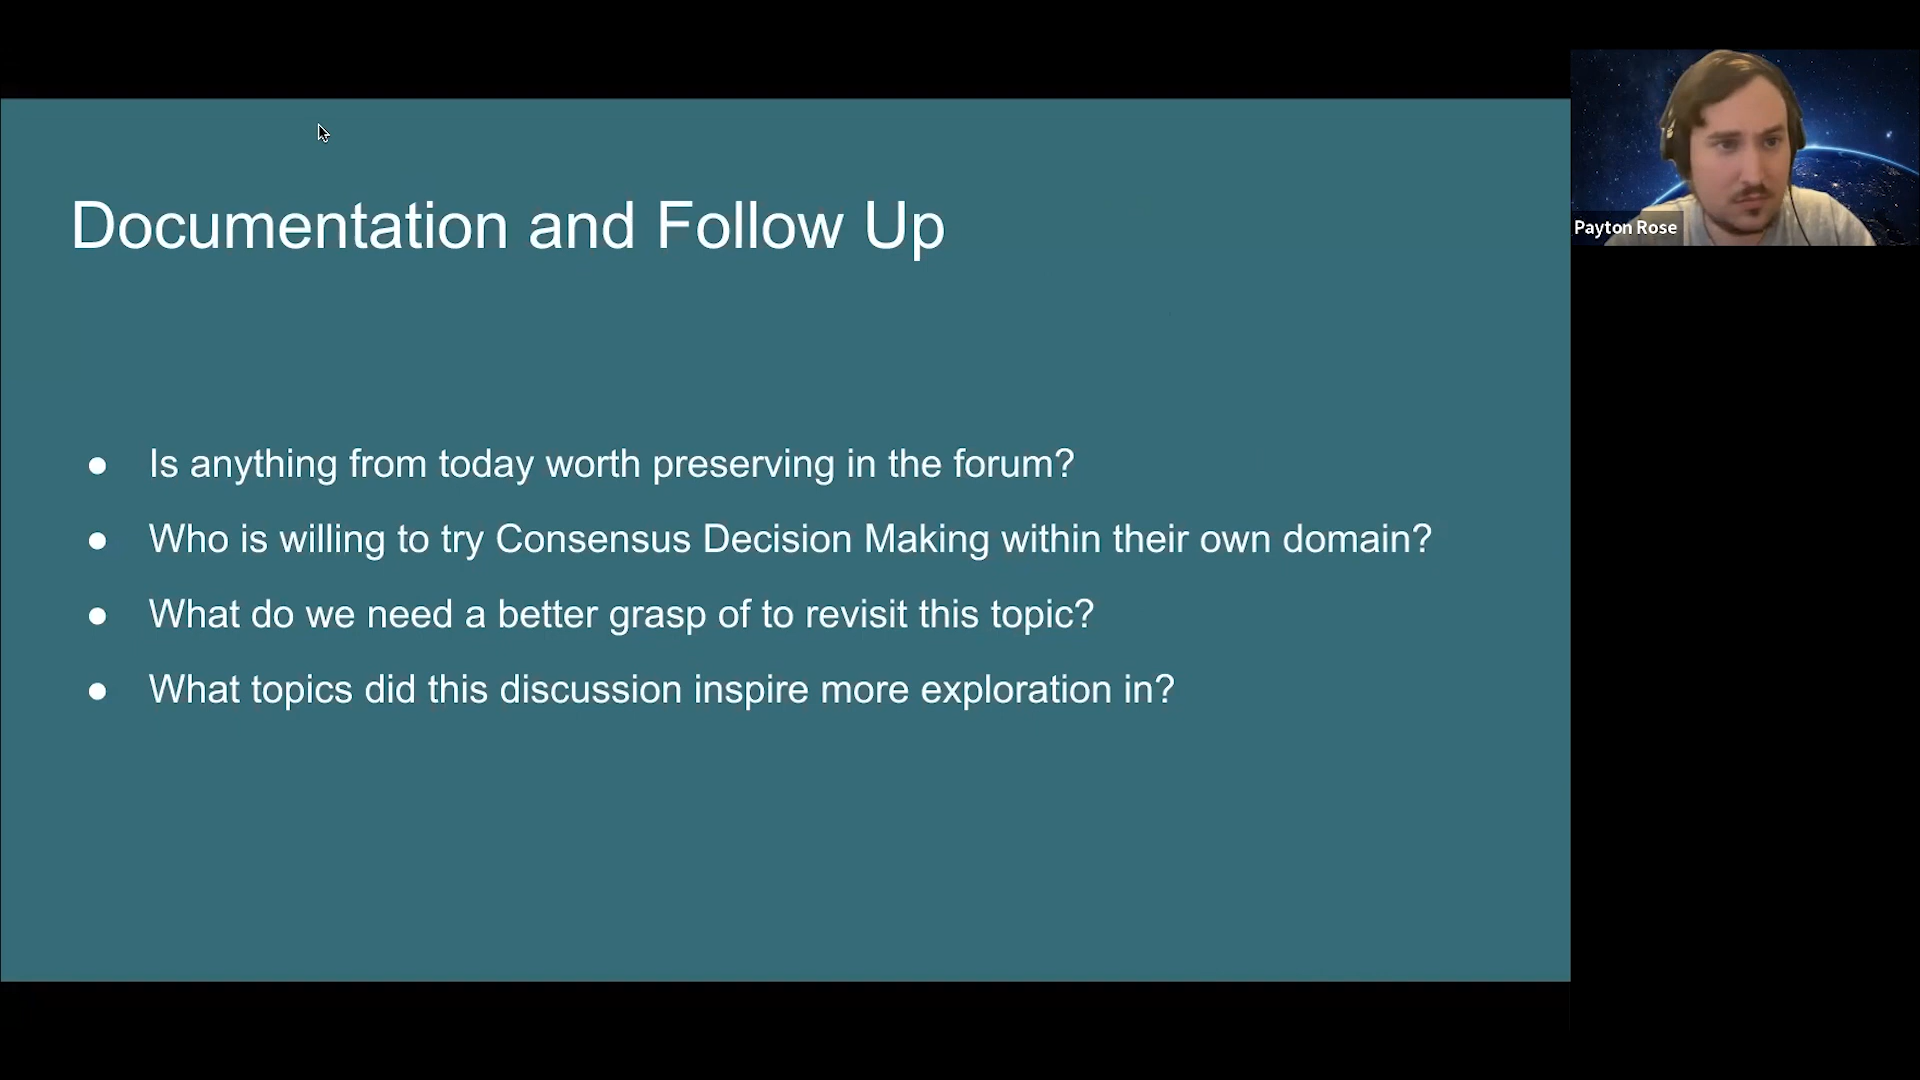 Documentation and Follow Up
Payton Rose
● Is anything from today worth preserving in the forum?
● Who is willing to try Consensus Decision Making within their own domain?
● What do we need a better grasp of to revisit this topic?
● What topics did this discussion inspire more exploration in?